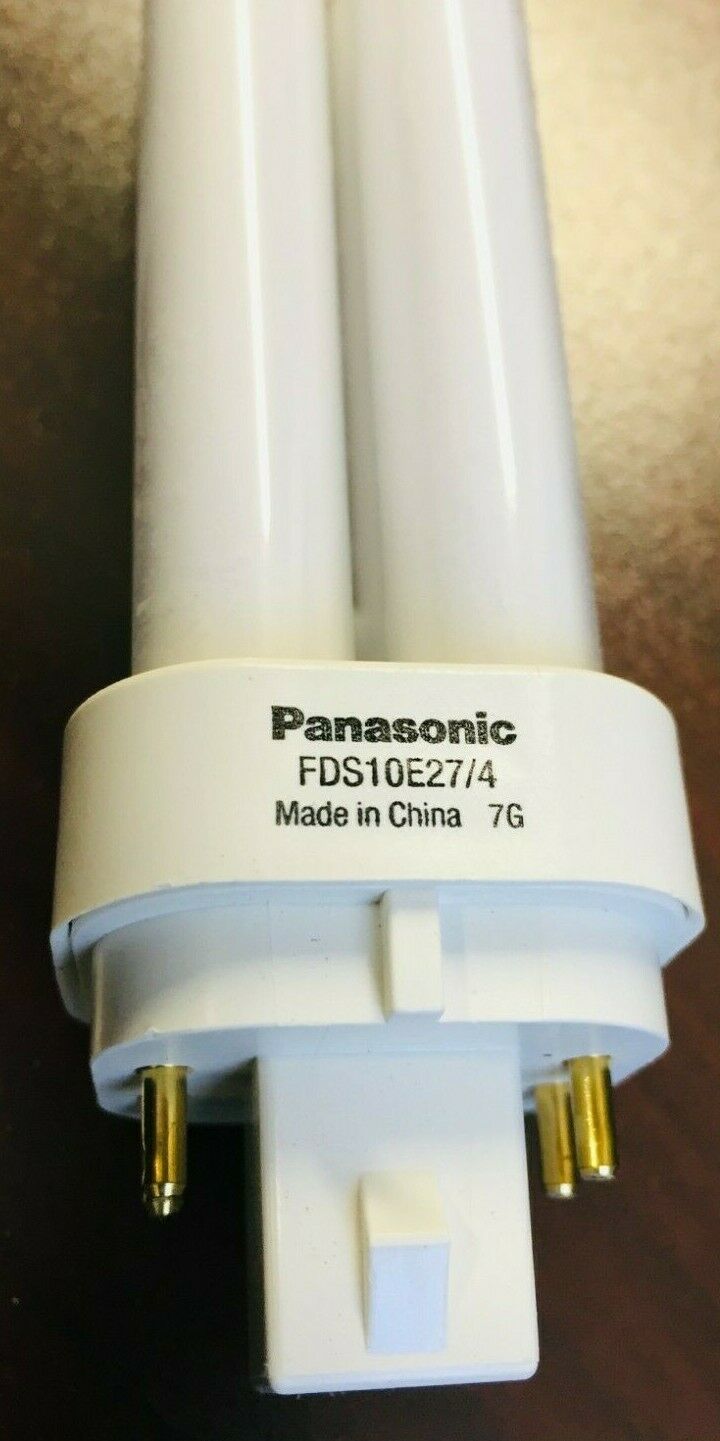 Panasonic
FDS10E27/4
Made in China 7G